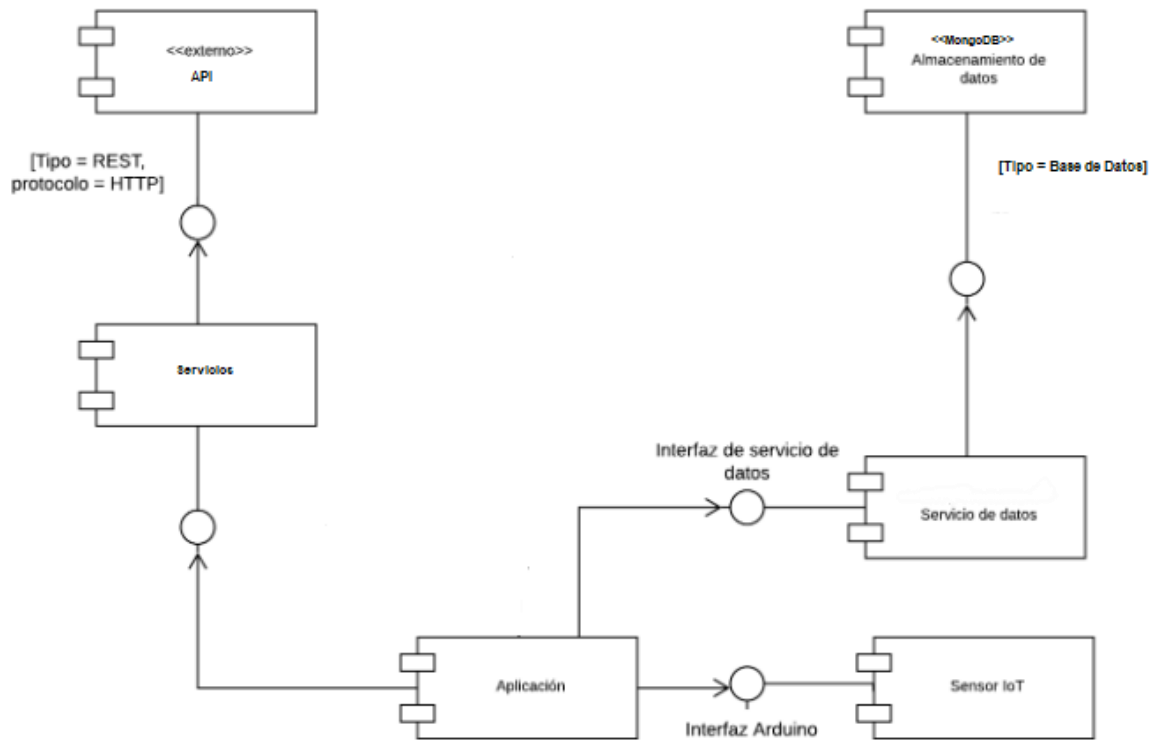 <<externo>>
API
<<MongoDB>>
Almacenamiento de
datos
[Tipo = REST,
protocolo = HTTP]
[Tipo = Base de Datos]
Servicios
Interfaz de servicio de
datos
Servicio de datos
Aplicación
Sensor IoT
Interfaz Arduino